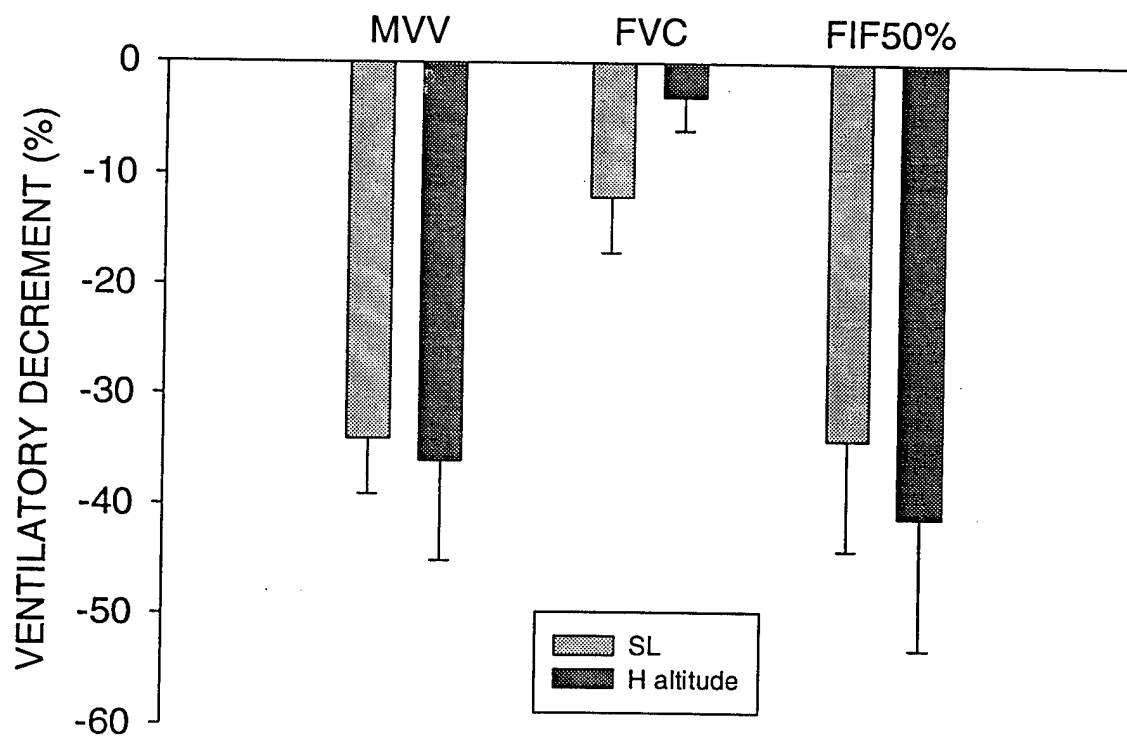 MVV FVC FIF50%
0
-10
-20
-30
-40
-50
-60
VENTILATORY DECREMENT (%)
SL
H altitude